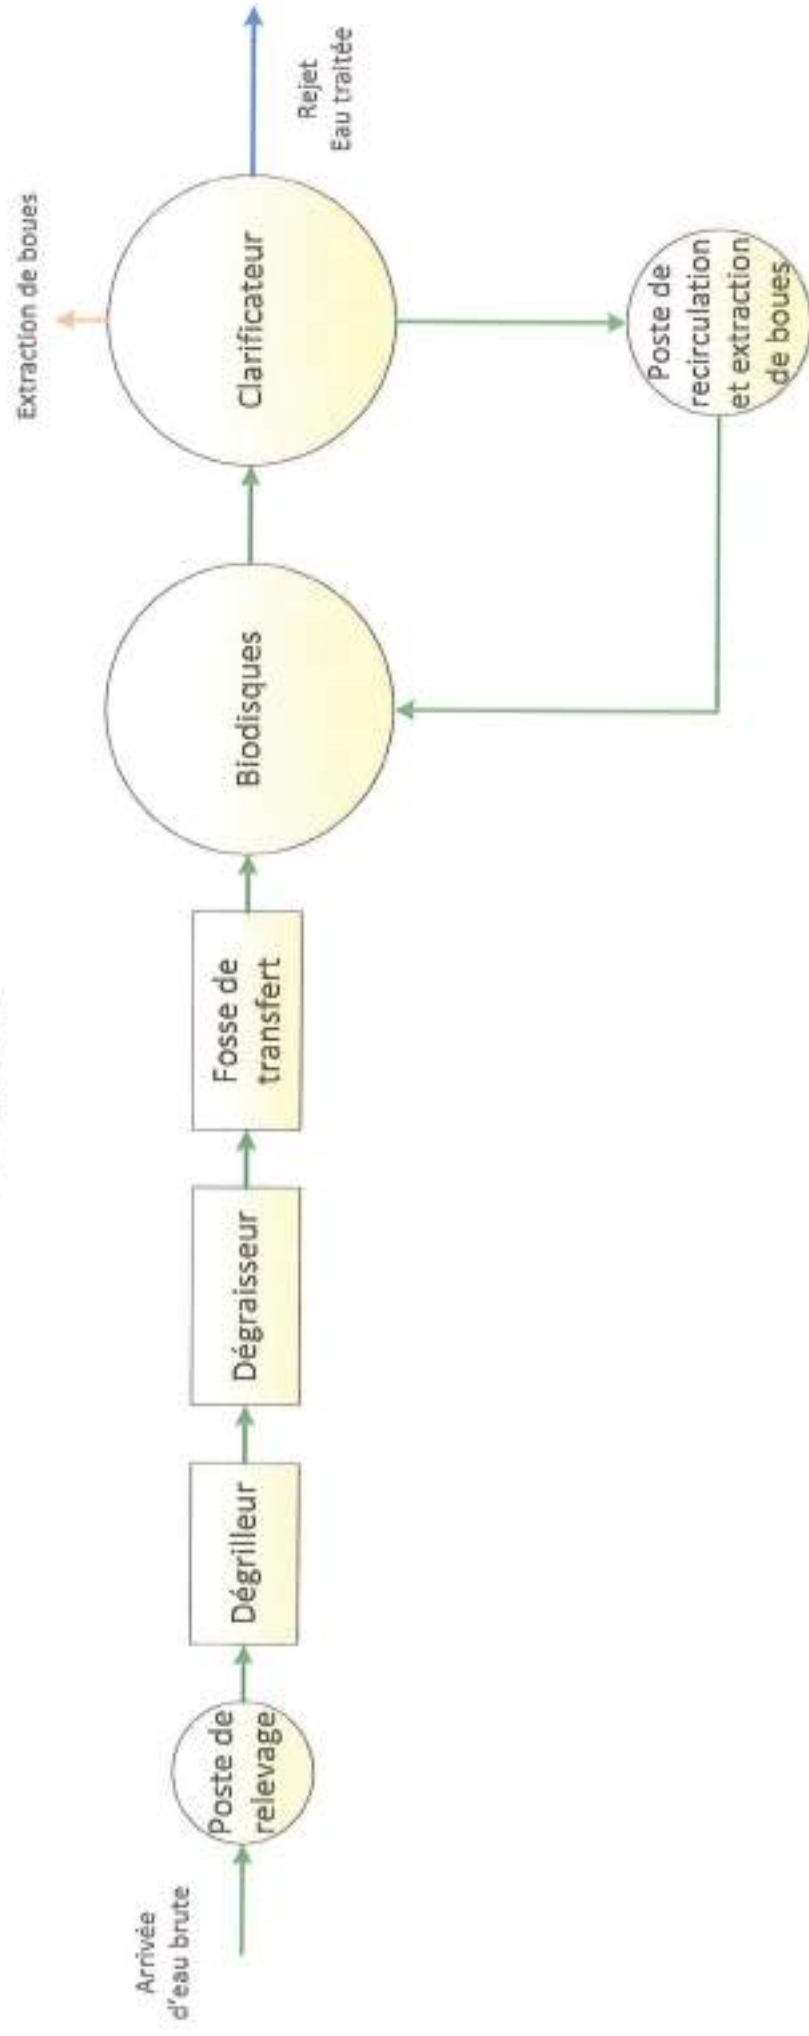 Arrivée
d'eau brute
Poste de
relevage
Dégrilleur
Dégraisseur
Fosse de
transfert
Biodisques
Clarificateur
Extraction de boues
Rejet
Eau traitée
Poste de
recirculation
et extraction
de boues